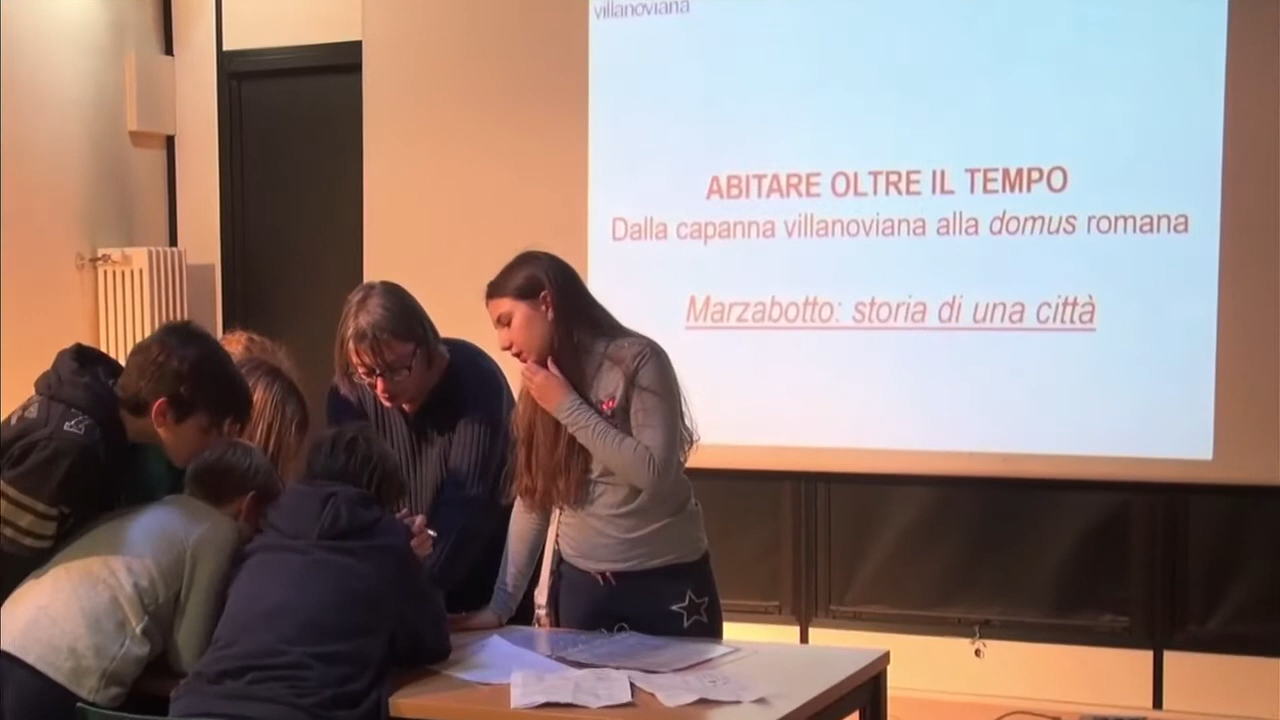 villanoviana
ABITARE OLTRE IL TEMPO
Dalla capanna villanoviana alla domus romana
Marzabotto: storia di una città